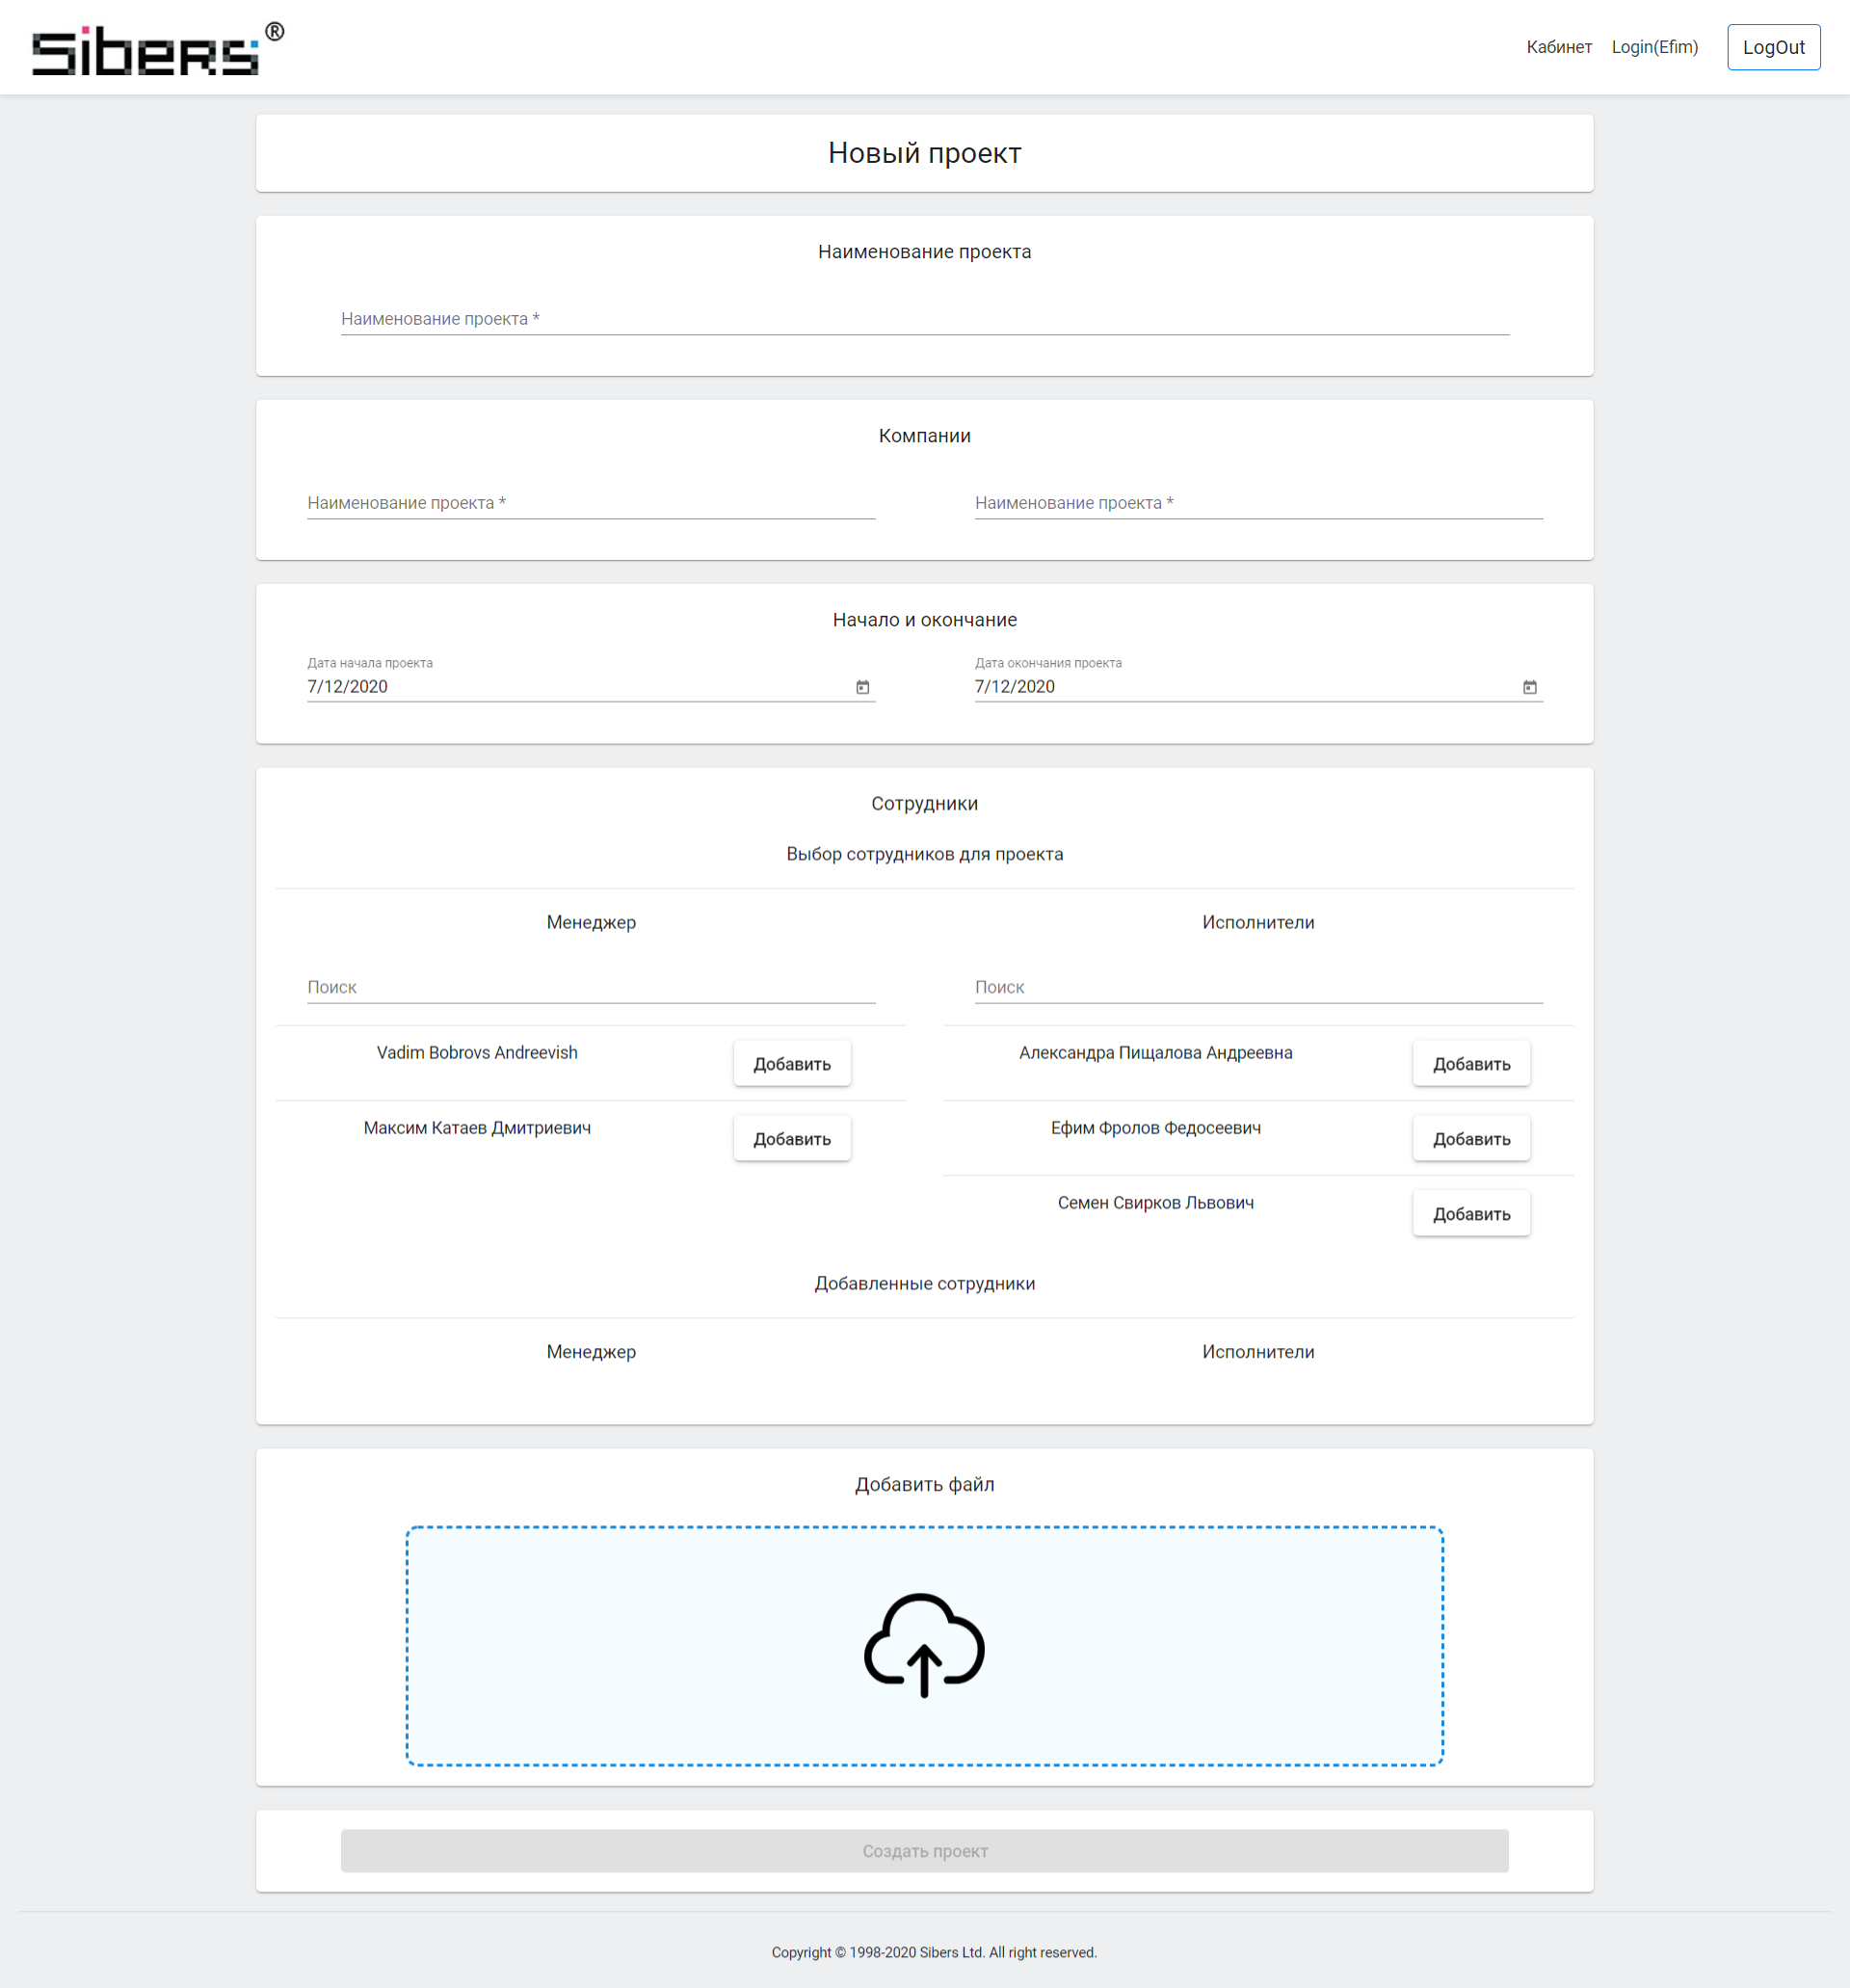 Sibers®
Кабинет Login(Efim) LogOut
Новый проект
Наименование проекта
Наименование проекта *
Компании
Наименование проекта * Наименование проекта *
Начало и окончание
Дата начала проекта Дата окончания проекта
7/12/2020 7/12/2020
Сотрудники
Выбор сотрудников для проекта
Менеджер Исполнители
Поиск Поиск
Vadim Bobrovs Andreevish Добавить Александра Пищалова Андреевна Добавить
Максим Катаев Дмитриевич Добавить Ефим Фролов Федосеевич Добавить
Семен Свирков Львович Добавить
Добавленные сотрудники
Менеджер Исполнители
Добавить файл
Создать проект
Copyright © 1998-2020 Sibers Ltd. All right reserved.